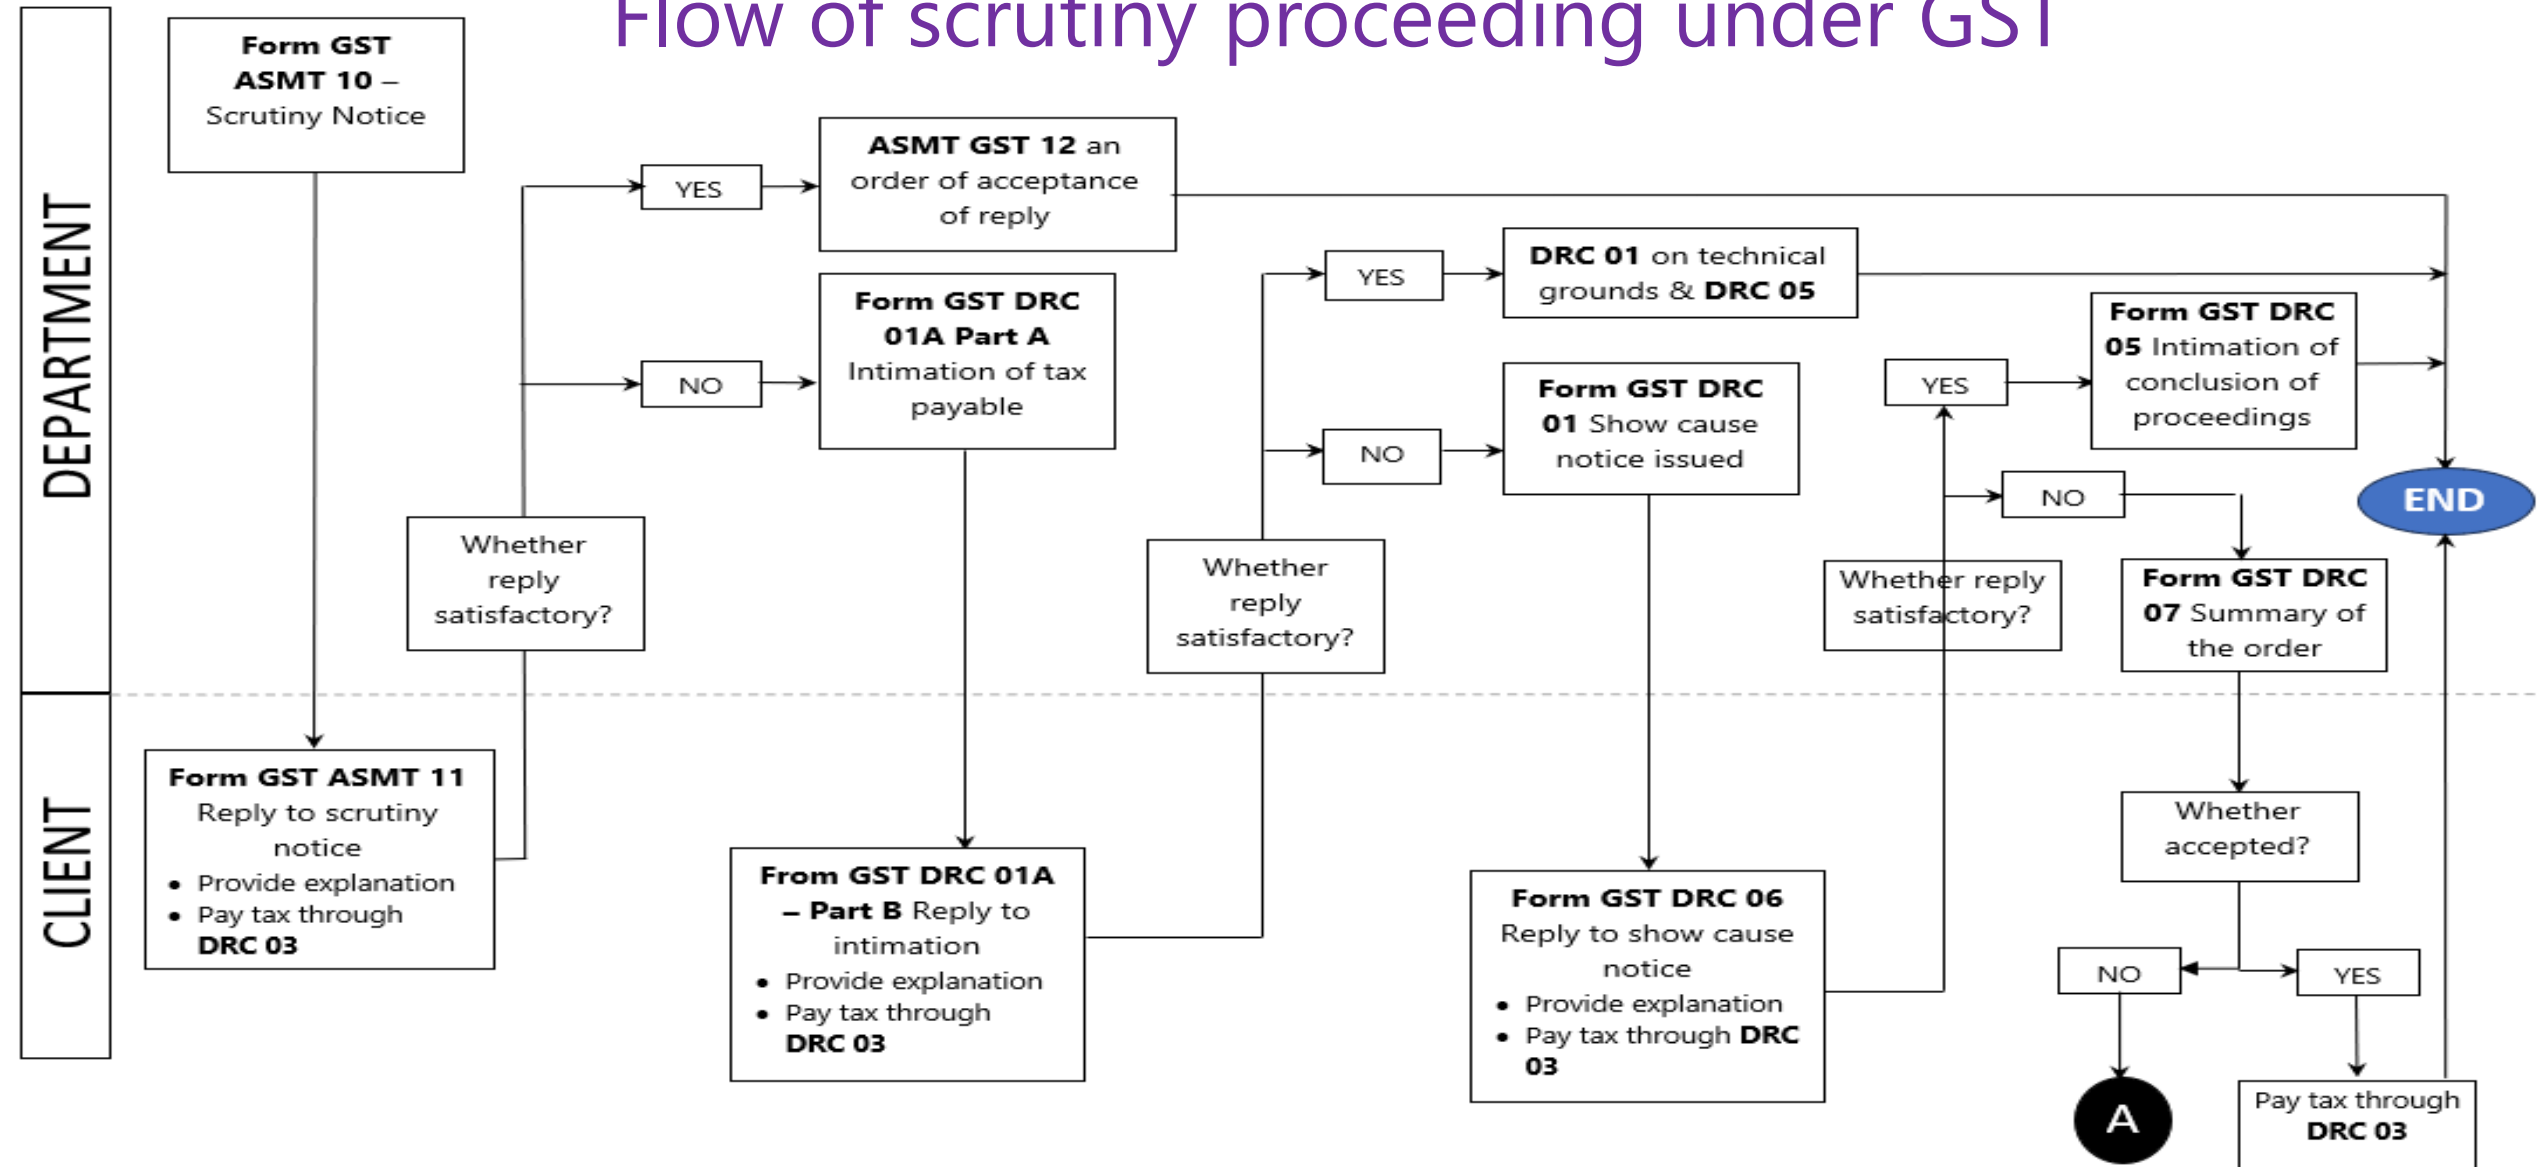 Flow of scrutiny proceeding under GST
DEPARTMENT
Form GST
ASMT 10 –
Scrutiny Notice
YES
ASMT GST 12 an
order of acceptance
of reply
NO
Form GST DRC
01A Part A
Intimation of tax
payable
Whether
reply
satisfactory?
YES
DRC 01 on technical
grounds & DRC 05
NO
Form GST DRC
01 Show cause
notice issued
Whether
reply
satisfactory?
YES
Form GST DRC
05 Intimation of
conclusion of
proceedings
NO
END
Whether reply
satisfactory?
Form GST DRC
07 Summary of
the order
CLIENT
Form GST ASMT 11
Reply to scrutiny
notice
• Provide explanation
• Pay tax through
DRC 03
From GST DRC 01A
– Part B Reply to
intimation
• Provide explanation
• Pay tax through
DRC 03
Form GST DRC 06
Reply to show cause
notice
• Provide explanation
• Pay tax through DRC
03
Whether
accepted?
NO
YES
A
Pay tax through
DRC 03